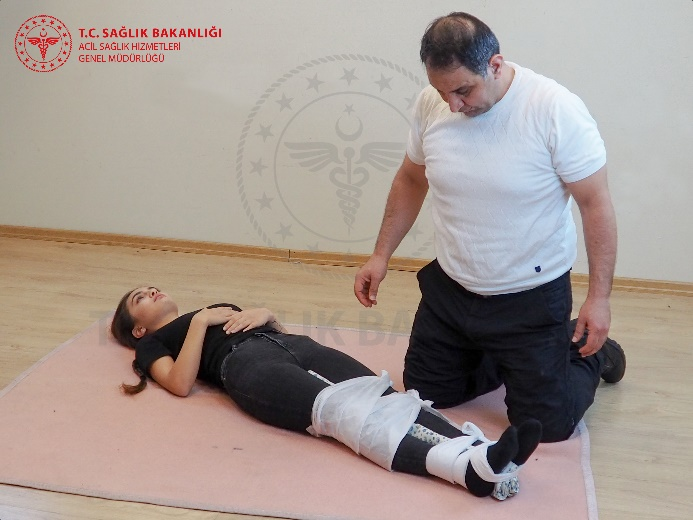 T.C. SAĞLIK BAKANLIĞI
ACİL SAĞLIK HİZMETLERİ
GENEL MÜDÜRLÜĞÜ